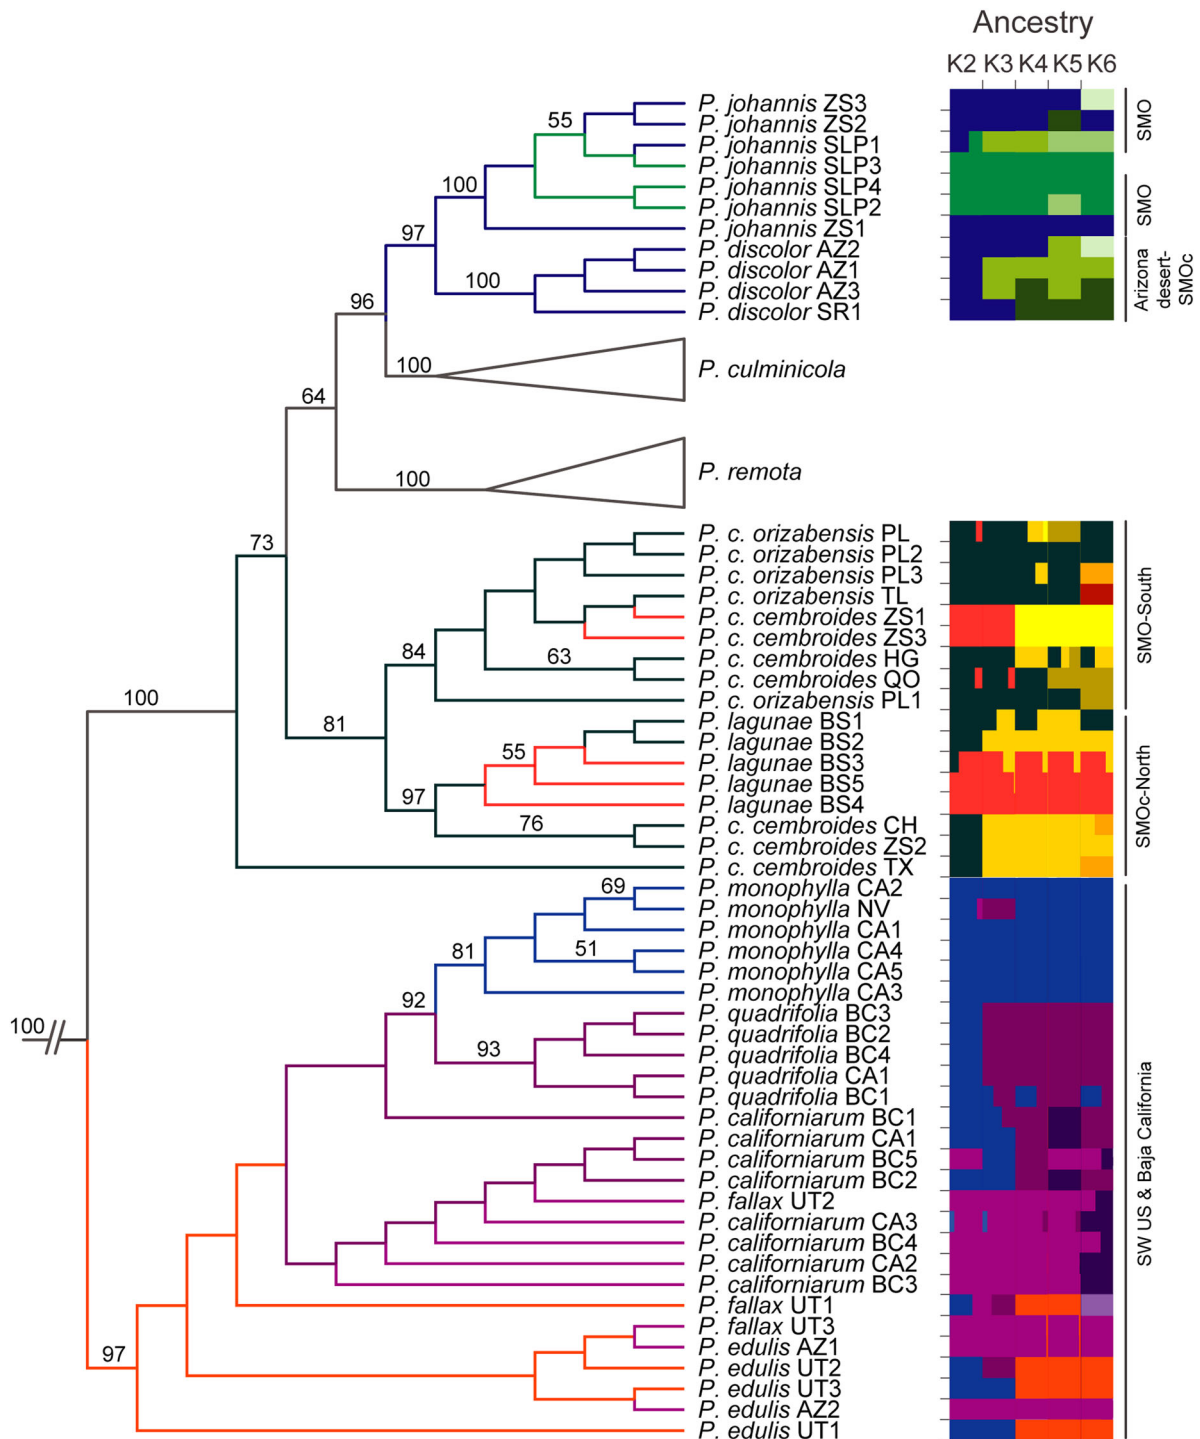 Ancestry
K2 K3 K4 K5 K6
P. johannis ZS3
P. johannis ZS2
P. johannis SLP1
P. johannis SLP3
P. johannis SLP4
P. johannis SLP2
P. johannis ZS1
P. discolor AZ2
P. discolor AZ1
P. discolor AZ3
P. discolor SR1
P. culminicola
P. remota
P. c. orizabensis PL
P. c. orizabensis PL2
P. c. orizabensis PL3
P. c. orizabensis TL
P. c. cembroides ZS1
P. c. cembroides ZS3
P. c. cembroides HG
P. c. cembroides QO
P. c. orizabensis PL1
P. lagunae BS1
P. lagunae BS2
P. lagunae BS3
P. lagunae BS5
P. lagunae BS4
P. c. cembroides CH
P. c. cembroides ZS2
P. c. cembroides TX
P. monophylla CA2
P. monophylla NV
P. monophylla CA1
P. monophylla CA4
P. monophylla CA5
P. monophylla CA3
P. quadrifolia BC3
P. quadrifolia BC2
P. quadrifolia BC4
P. quadrifolia CA1
P. quadrifolia BC1
P. californiarum BC1
P. californiarum CA1
P. californiarum BC5
P. californiarum BC2
P. fallax UT2
P. californiarum CA3
P. californiarum BC4
P. californiarum CA2
P. californiarum BC3
P. fallax UT1
P. fallax UT3
P. edulis AZ1
P. edulis UT2
P. edulis UT3
P. edulis AZ2
P. edulis UT1
55
100
97
100
96
100
64
100
73
84
63
100
81
55
97
76
69
81
51
92
93
100
97
SMO
SMO
Arizona
desert-
SMOc
SMO-South
SMOc-North
SW US & Baja California